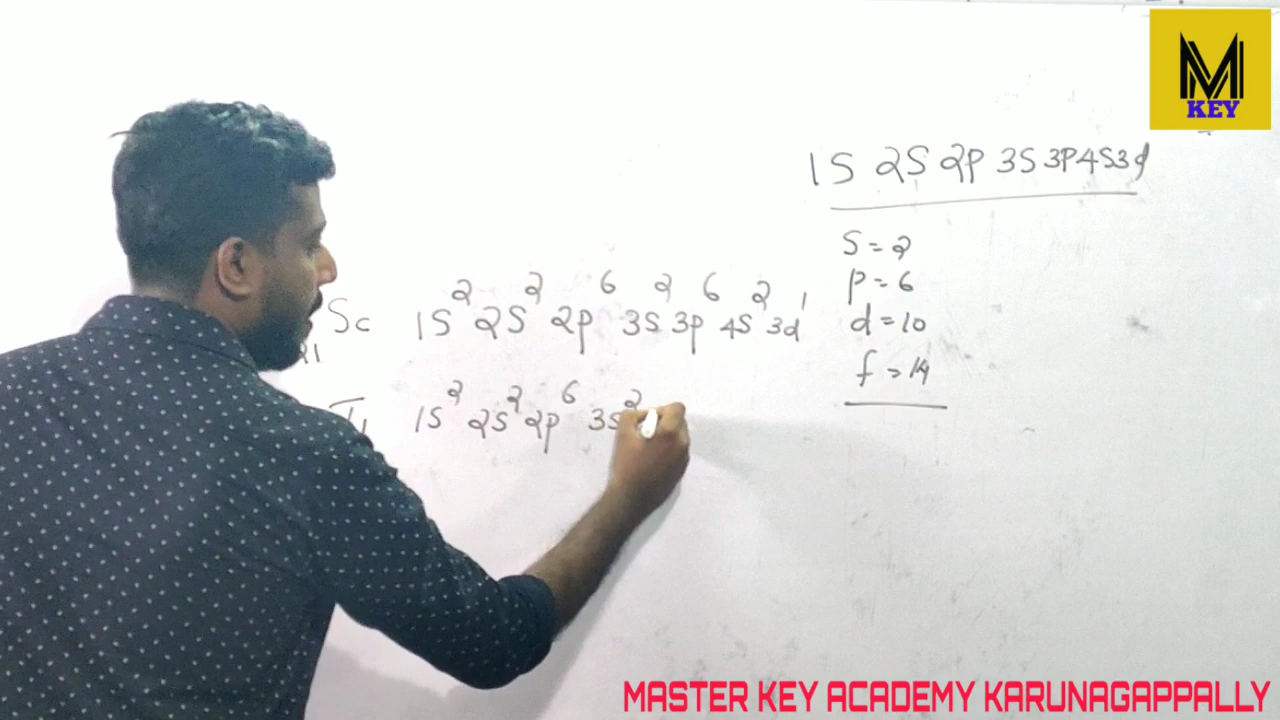 M
KEY
1S 2S 2P 3S 3P 4S 3d
S = 2
p = 6
d = 10
f = 14
Sc 1S² 2S² 2p⁶ 3S² 3p⁶ 4S² 3d¹
21
Ti 1S² 2S² 2p⁶ 3S²
MASTER KEY ACADEMY KARUNAGAPPALLY